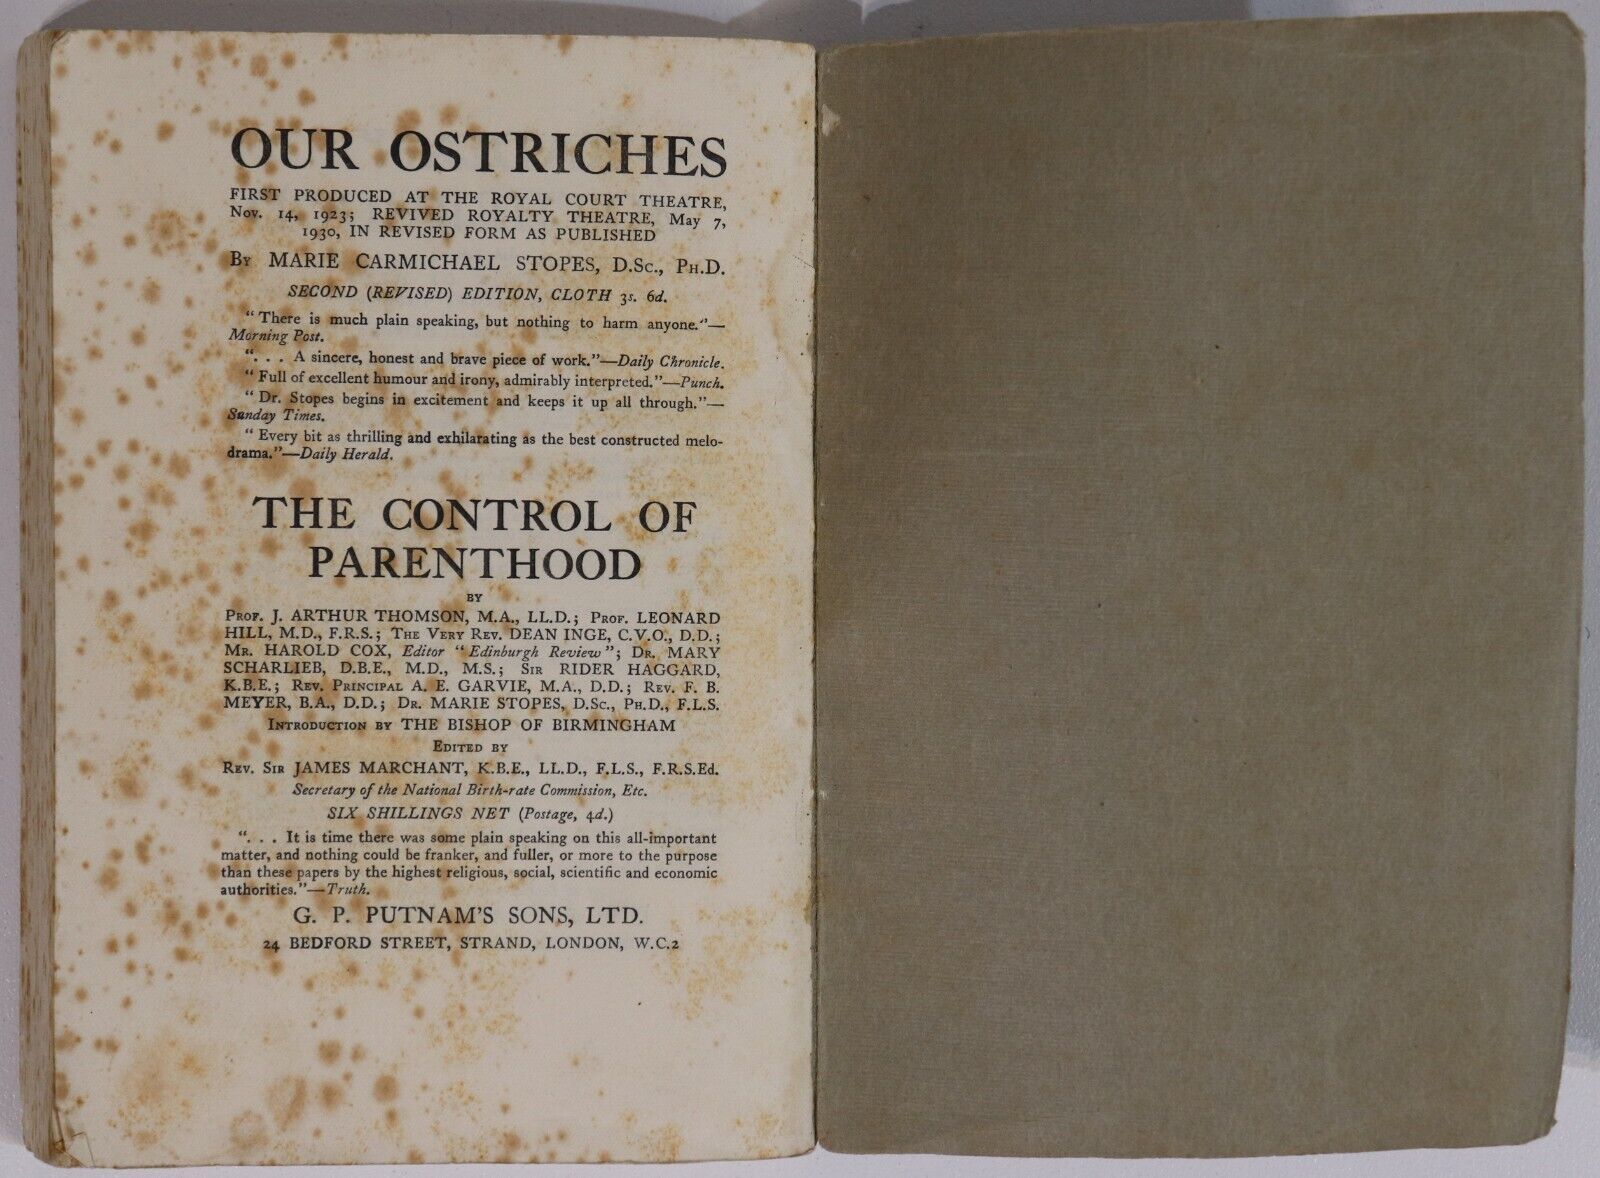 OUR OSTRICHES
FIRST PRODUCED AT THE ROYAL COURT THEATRE,
Nov. 14, 1923; REVIVED ROYALTY THEATRE, May 7,
1930, IN REVISED FORM AS PUBLISHED
By MARIE CARMICHAEL STOPES, D.Sc., Ph.D.
SECOND (REVISED) EDITION, CLOTH 3s. 6d.
"There is much plain speaking, but nothing to harm anyone."—
Morning Post.
". . . A sincere, honest and brave piece of work."—Daily Chronicle.
"Full of excellent humour and irony, admirably interpreted."—Punch.
"Dr. Stopes begins in excitement and keeps it up all through."—
Sunday Times.
"Every bit as thrilling and exhilarating as the best constructed melo-
drama."—Daily Herald.
THE CONTROL OF
PARENTHOOD
BY
Prof. J. ARTHUR THOMSON, M.A., LL.D.; Prof. LEONARD
HILL, M.D., F.R.S.; The Very Rev. DEAN INGE, C.V.O., D.D.;
Mr. HAROLD COX, Editor "Edinburgh Review"; Dr. MARY
SCHARLIEB, D.B.E., M.D., M.S.; Sir RIDER HAGGARD,
K.B.E.; Rev. Principal A. E. GARVIE, M.A., D.D.; Rev. F. B.
MEYER, B.A., D.D.; Dr. MARIE STOPES, D.Sc., Ph.D., F.L.S.
Introduction by THE BISHOP OF BIRMINGHAM
Edited by
Rev. Sir JAMES MARCHANT, K.B.E., LL.D., F.L.S., F.R.S.Ed.
Secretary of the National Birth-rate Commission, Etc.
SIX SHILLINGS NET (Postage, 4d.)
". . . It is time there was some plain speaking on this all-important
matter, and nothing could be franker, and fuller, or more to the purpose
than these papers by the highest religious, social, scientific and economic
authorities."—Truth.
G. P. PUTNAM'S SONS, LTD.
24 BEDFORD STREET, STRAND, LONDON, W.C.2